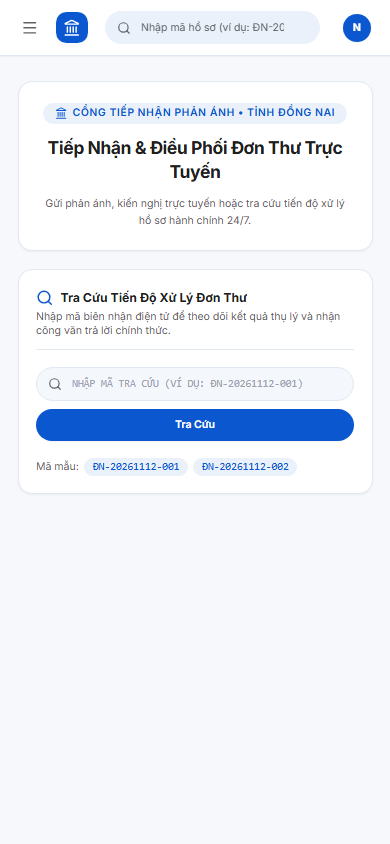 Nhập mã hồ sơ (ví dụ: ĐN-20
N
CỔNG TIẾP NHẬN PHẢN ÁNH • TỈNH ĐỒNG NAI
Tiếp Nhận & Điều Phối Đơn Thư Trực
Tuyến
Gửi phản ánh, kiến nghị trực tuyến hoặc tra cứu tiến độ xử lý
hồ sơ hành chính 24/7.
Tra Cứu Tiến Độ Xử Lý Đơn Thư
Nhập mã biên nhận điện tử để theo dõi kết quả thụ lý và nhận
công văn trả lời chính thức.
NHẬP MÃ TRA CỨU (VÍ DỤ: ĐN-20261112-001)
Tra Cứu
Mã mẫu: ĐN-20261112-001 ĐN-20261112-002